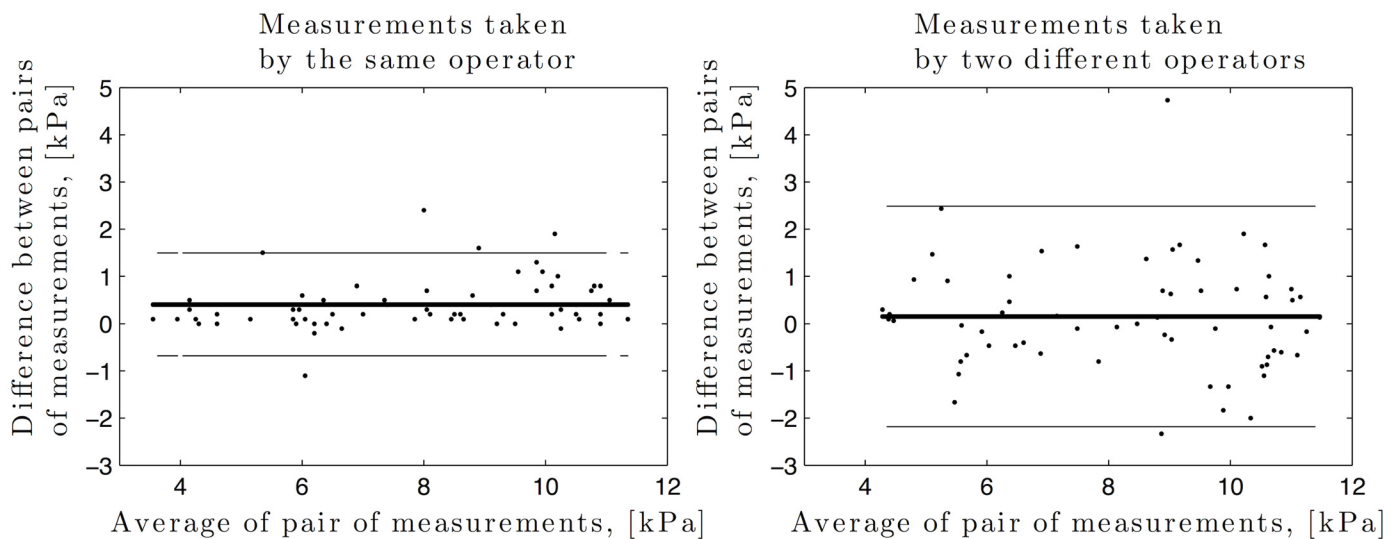 Measurements taken
by the same operator
Difference between pairs
of measurements, [kPa]
5
4
3
2
1
0
−1
−2
−3
4
6
8
10
12
Average of pair of measurements, [kPa]
Measurements taken
by two different operators
Difference between pairs
of measurements, [kPa]
5
4
3
2
1
0
−1
−2
−3
4
6
8
10
12
Average of pair of measurements, [kPa]